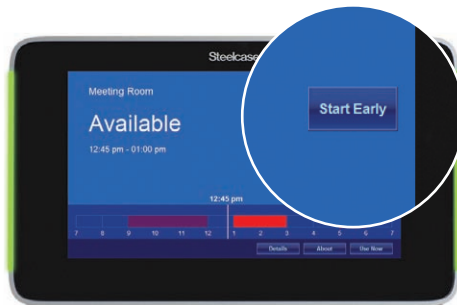 Steelcase
Meeting Room
Start Early
Available
12:45 pm - 01:00 pm
12:45 pm
7 8 9 10 11 12 1 2 3 4 5 6 7
Details About Use Now